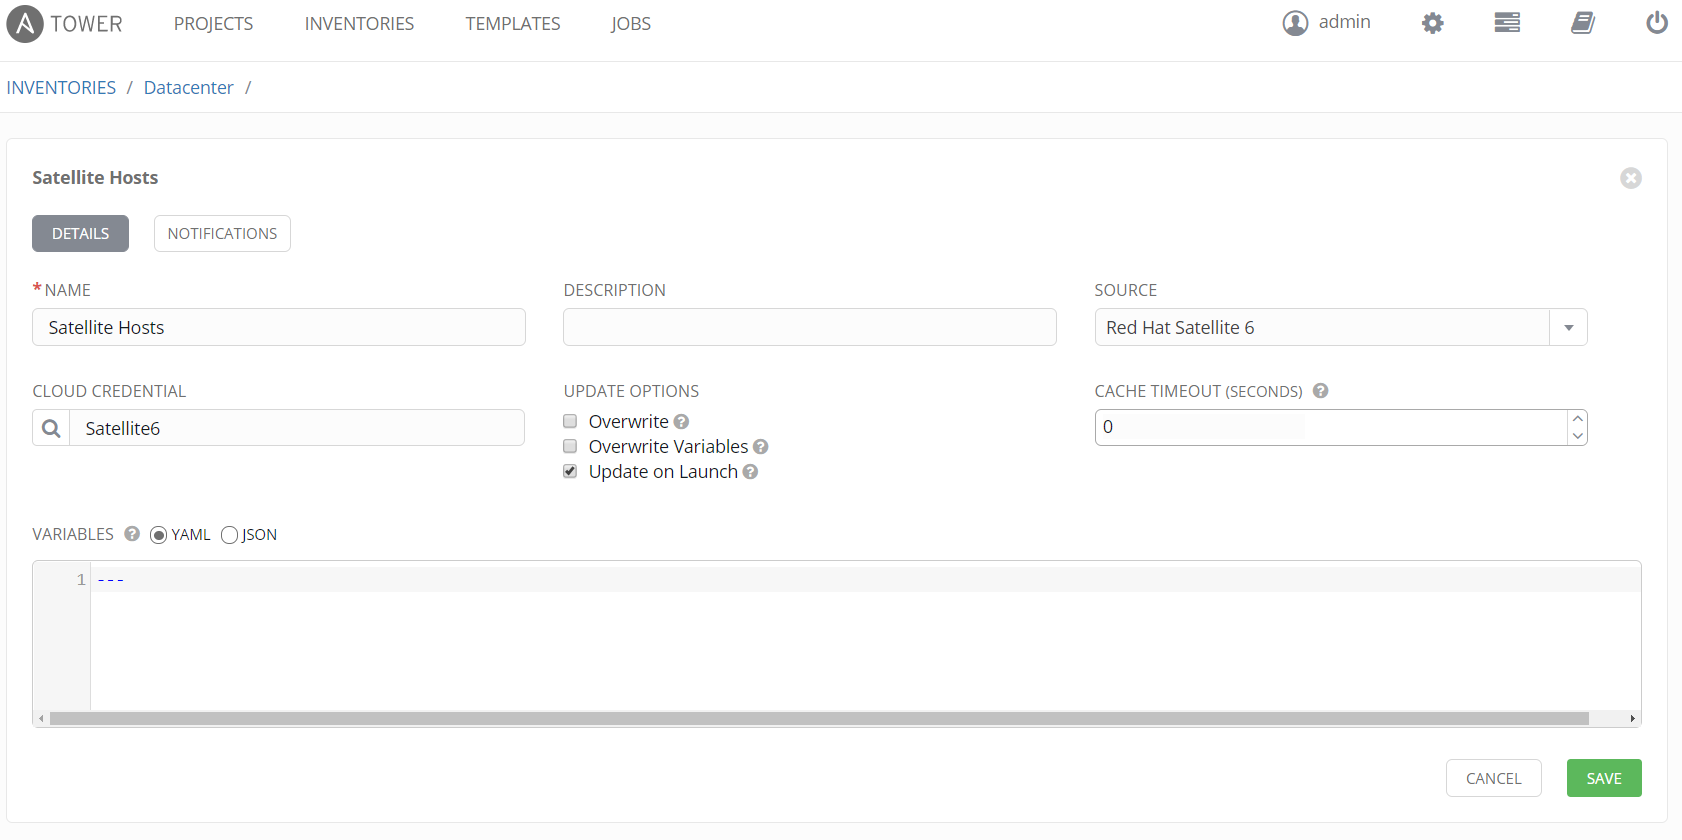 TOWER PROJECTS INVENTORIES TEMPLATES JOBS admin
INVENTORIES / Datacenter /
Satellite Hosts
DETAILS NOTIFICATIONS
* NAME DESCRIPTION SOURCE
Satellite Hosts Red Hat Satellite 6
CLOUD CREDENTIAL UPDATE OPTIONS CACHE TIMEOUT (SECONDS) ?
Satellite6 0
Overwrite ?
Overwrite Variables ?
Update on Launch ?
VARIABLES ? YAML JSON
1 ---
CANCEL SAVE